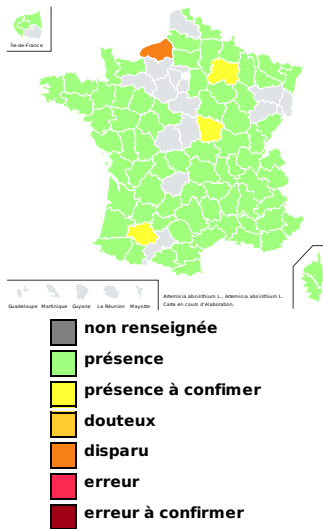 Île-de-France
Guadeloupe Martinique Guyane La Réunion Mayotte
Artemisia absinthium L., Artemisia absinthium L.
Carte en cours d'élaboration.
non renseignée
présence
présence à confimer
douteux
disparu
erreur
erreur à confirmer